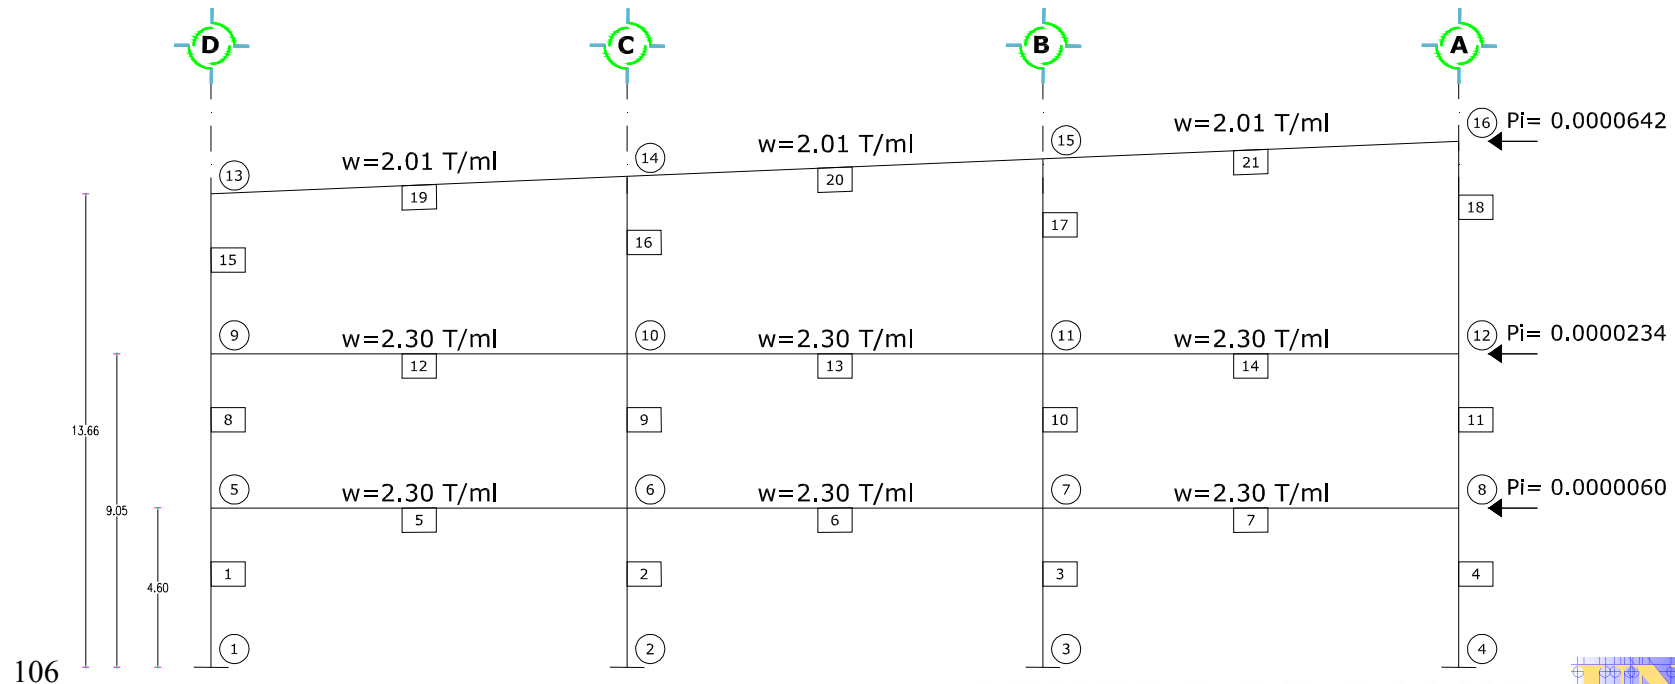 D C B A
16 Pi= 0.0000642
w=2.01 T/ml
15
w=2.01 T/ml
14
w=2.01 T/ml
13
21
20
19
18
17
16
15
12 Pi= 0.0000234
9 w=2.30 T/ml 10 w=2.30 T/ml 11 w=2.30 T/ml
12 13 14
13.66
8 9 10 11
5 w=2.30 T/ml 6 w=2.30 T/ml 7 w=2.30 T/ml 8 Pi= 0.0000060
9.05
5 6 7
1 2 3 4
4.60
1 2 3 4
106